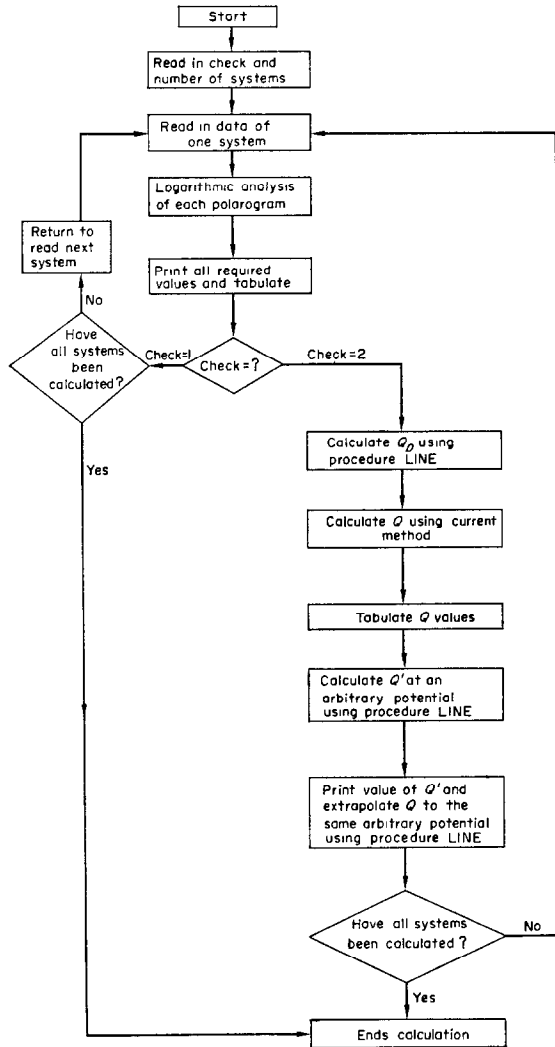 Start
Read in check and
number of systems
Read in data of
one system
Logarithmic analysis
of each polarogram
Return to
read next
system
Print all required
values and tabulate
No
Have
all systems
been
calculated?
Check=1
Check=?
Check=2
Yes
Calculate Q_D using
procedure LINE
Calculate Q using current
method
Tabulate Q values
Calculate Q' at an
arbitrary potential
using procedure LINE
Print value of Q' and
extrapolate Q to the
same arbitrary potential
using procedure LINE
Have all systems
been calculated?
No
Yes
Ends calculation